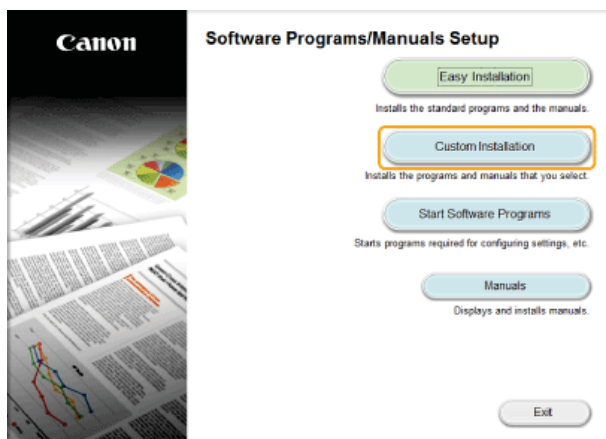 Canon
Software Programs/Manuals Setup
Easy Installation
Installs the standard programs and the manuals.
Custom Installation
Installs the programs and manuals that you select.
Start Software Programs
Starts programs required for configuring settings, etc.
Manuals
Displays and installs manuals.
Exit